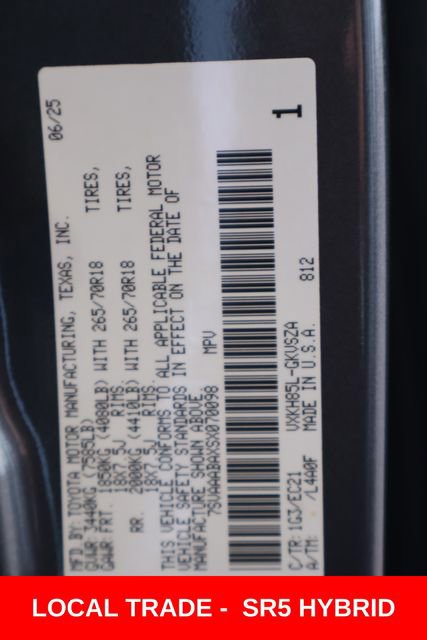 MFD.BY: TOYOTA MOTOR MANUFACTURING, TEXAS, INC. 06/25
GVWR 3440KG (7585LB)
GAWR: FRT. 1850KG (4080LB) WITH 265/70R18 TIRES,
18X7.5J RIMS.
RR. 2000KG (4410LB) WITH 265/70R18 TIRES,
18X7.5J RIMS.
THIS VEHICLE CONFORMS TO ALL APPLICABLE FEDERAL MOTOR
VEHICLE SAFETY STANDARDS IN EFFECT ON THE DATE OF
MANUFACTURE SHOWN ABOVE.
7SVAAABAXSX070098 MPV
1
C/TR: 1G3/EC21 VXKH85L-GKVSZA 812
A/TM: /L4A0F MADE IN U.S.A.
LOCAL TRADE - SR5 HYBRID